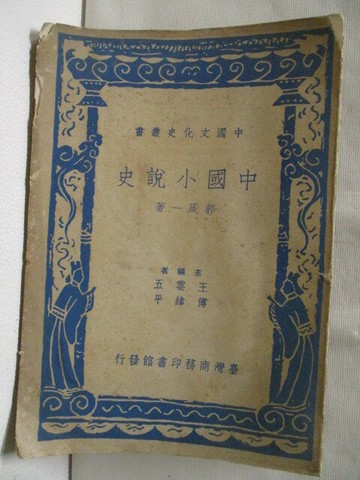 中國文化史叢書
中國小說史
郭箴一著
主編者
王雲五
傅緯平
臺灣商務印書館發行